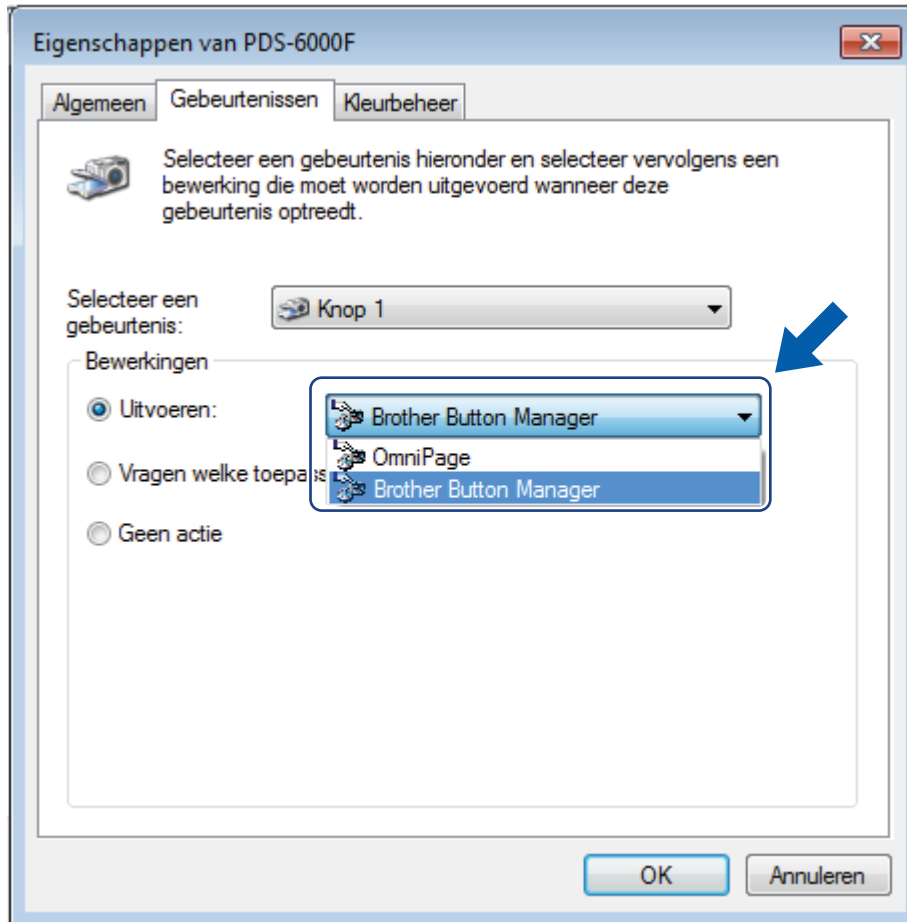 Eigenschappen van PDS-6000F
Algemeen
Gebeurtenissen
Kleurbeheer
Selecteer een gebeurtenis hieronder en selecteer vervolgens een
bewerking die moet worden uitgevoerd wanneer deze
gebeurtenis optreedt.
Selecteer een
gebeurtenis:
Knop 1
Bewerkingen
Uitvoeren:
Brother Button Manager
OmniPage
Vragen welke toepass
Brother Button Manager
Geen actie
OK
Annuleren